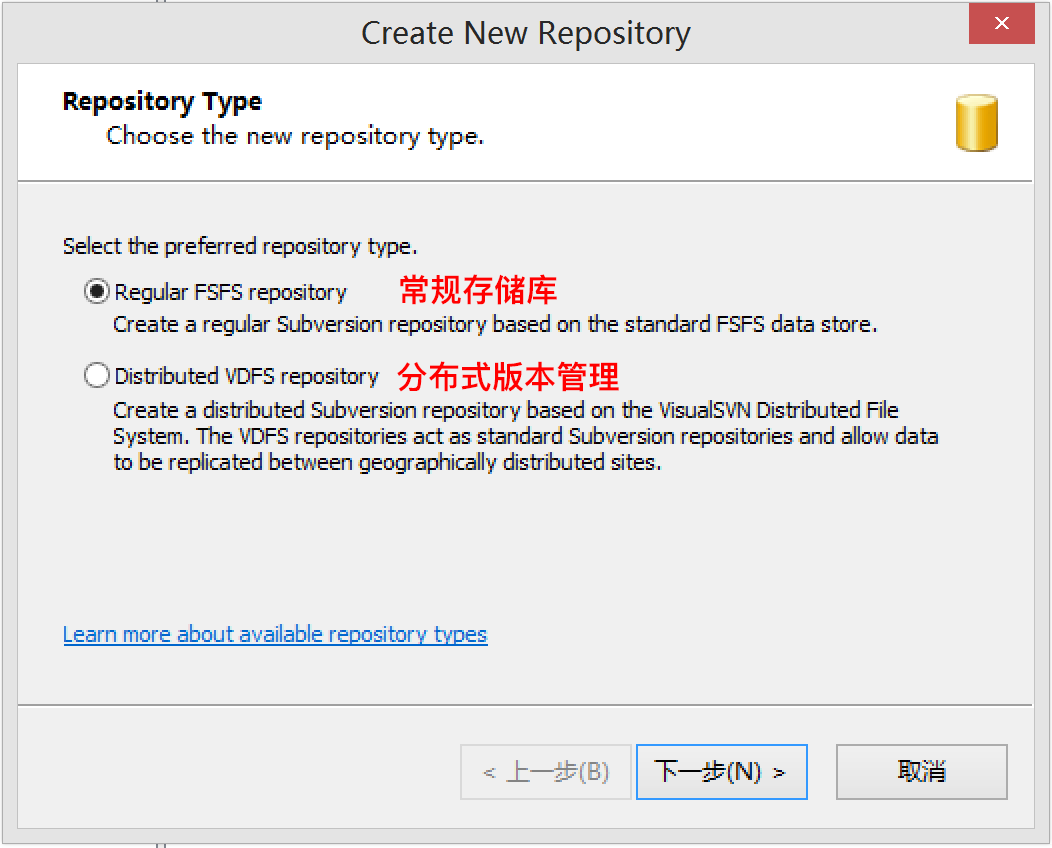 Create New Repository
Repository Type
Choose the new repository type.
Select the preferred repository type.
Regular FSFS repository 常规存储库
Create a regular Subversion repository based on the standard FSFS data store.
Distributed VDFS repository 分布式版本管理
Create a distributed Subversion repository based on the VisualSVN Distributed File
System. The VDFS repositories act as standard Subversion repositories and allow data
to be replicated between geographically distributed sites.
Learn more about available repository types
< 上一步(B) 下一步(N) > 取消